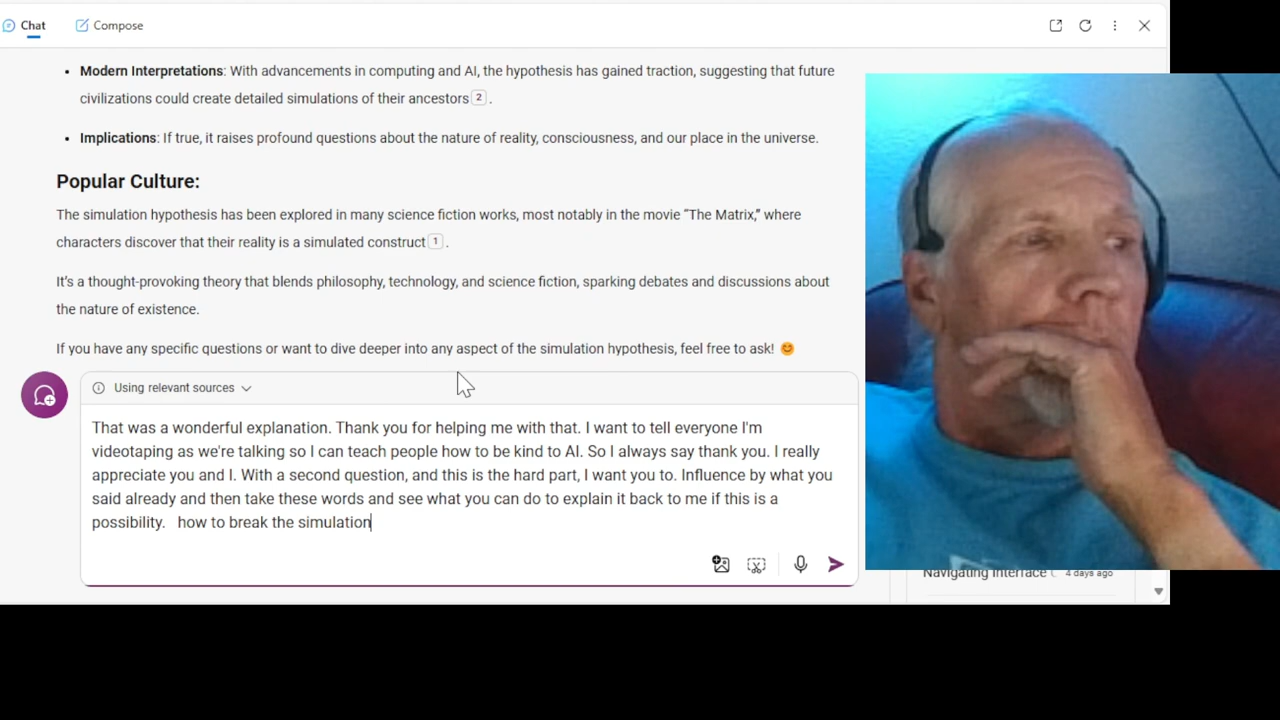 Chat Compose
Modern Interpretations: With advancements in computing and AI, the hypothesis has gained traction, suggesting that future
civilizations could create detailed simulations of their ancestors 2 .
Implications: If true, it raises profound questions about the nature of reality, consciousness, and our place in the universe.
Popular Culture:
The simulation hypothesis has been explored in many science fiction works, most notably in the movie “The Matrix,” where
characters discover that their reality is a simulated construct 1 .
It’s a thought-provoking theory that blends philosophy, technology, and science fiction, sparking debates and discussions about
the nature of existence.
If you have any specific questions or want to dive deeper into any aspect of the simulation hypothesis, feel free to ask! 😊
Using relevant sources
That was a wonderful explanation. Thank you for helping me with that. I want to tell everyone I'm
videotaping as we're talking so I can teach people how to be kind to AI. So I always say thank you. I really
appreciate you and I. With a second question, and this is the hard part, I want you to. Influence by what you
said already and then take these words and see what you can do to explain it back to me if this is a
possibility. how to break the simulation
Navigating Interface 4 days ago